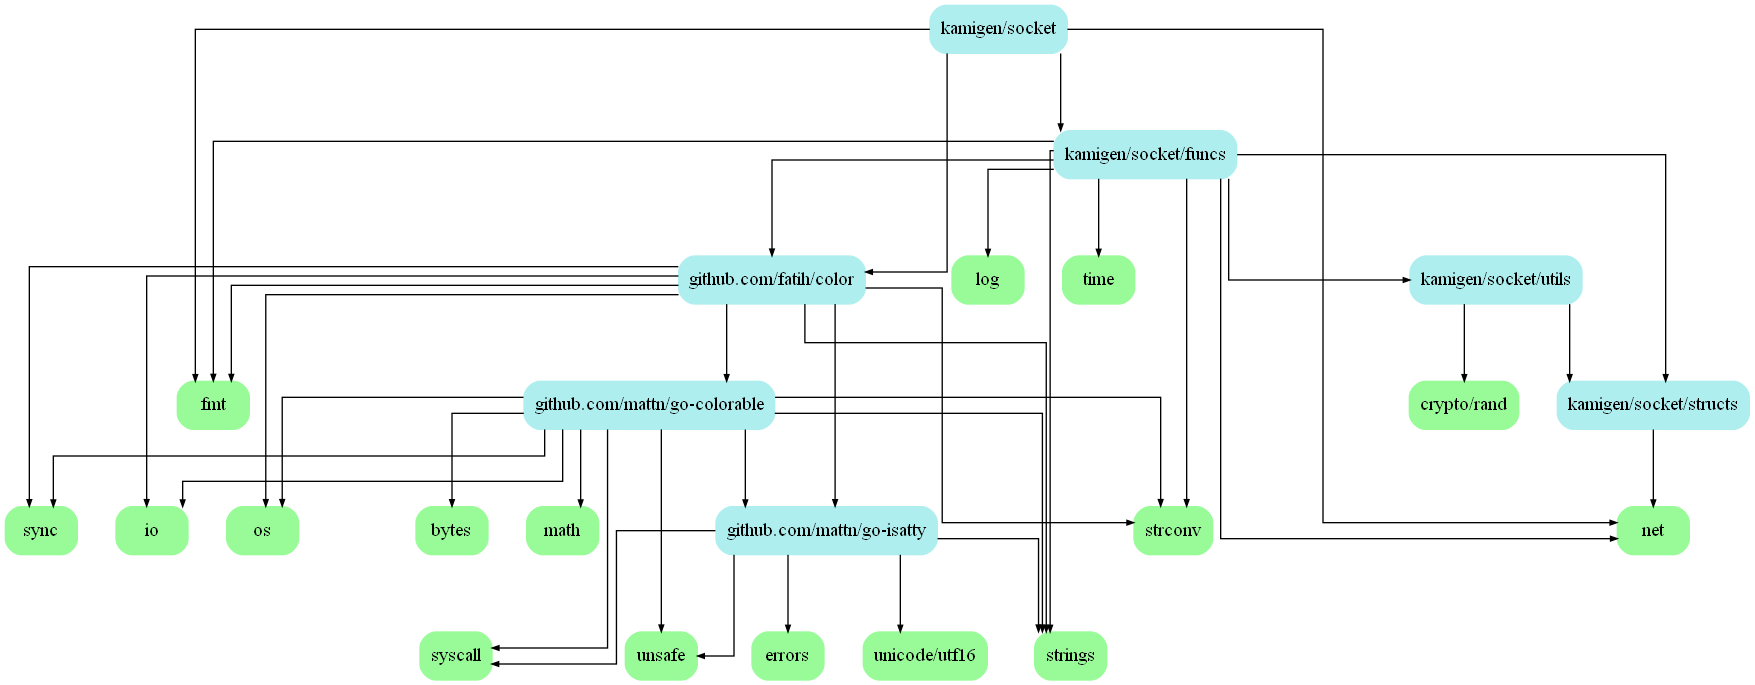 kamigen/socket
kamigen/socket/funcs
github.com/fatih/color
log
time
kamigen/socket/utils
fmt
github.com/mattn/go-colorable
crypto/rand
kamigen/socket/structs
sync
io
os
bytes
math
github.com/mattn/go-isatty
strconv
net
syscall
unsafe
errors
unicode/utf16
strings